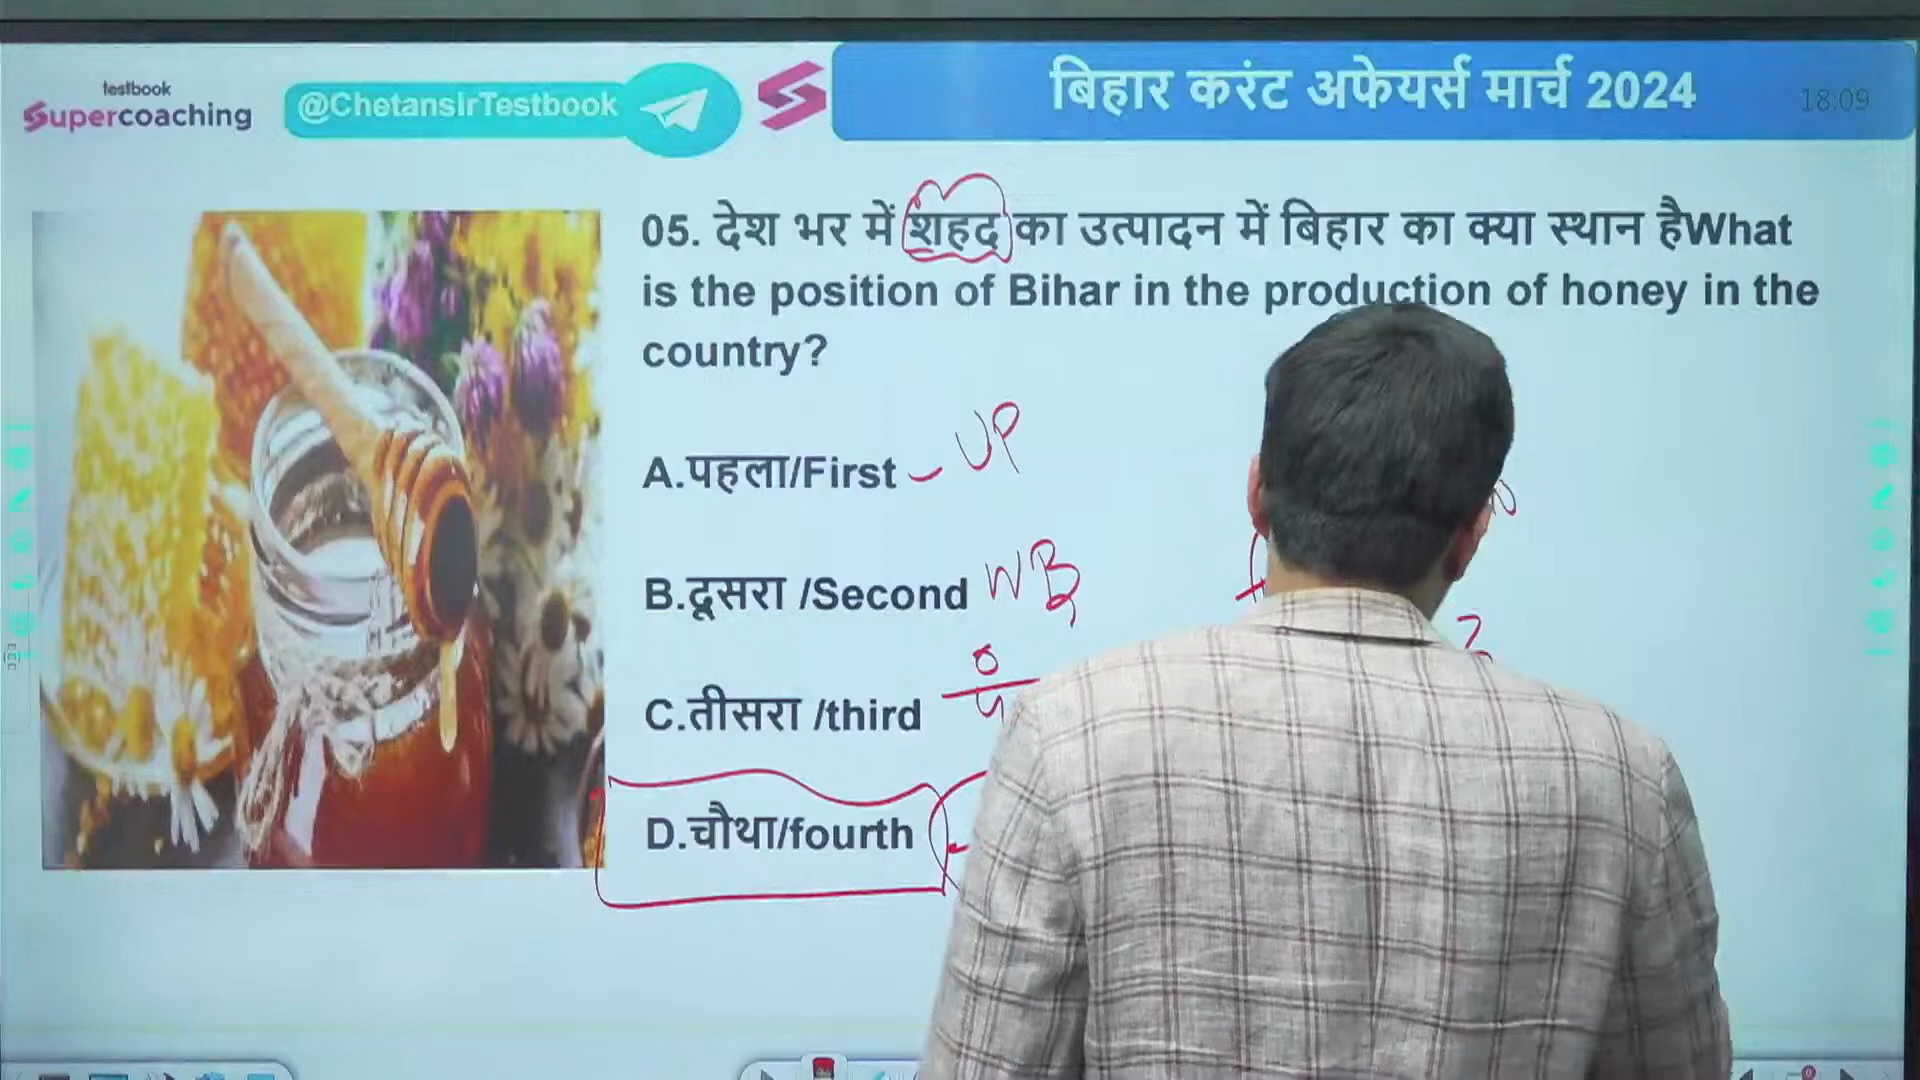 testbook
Supercoaching
@ChetansirTestbook
बिहार करंट अफेयर्स मार्च 2024
18:09
05. देश भर में शहद का उत्पादन में बिहार का क्या स्थान हैWhat
is the position of Bihar in the production of honey in the
country?
A.पहला/First - UP
B.दूसरा /Second WB
C.तीसरा /third
D.चौथा/fourth